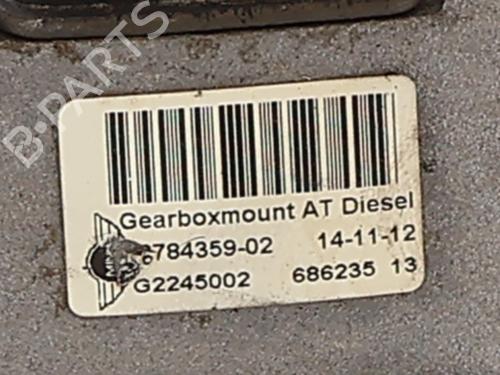 B-PARTS
Gearboxmount AT Diesel
6784359-02 14-11-12
G2245002 686235 13